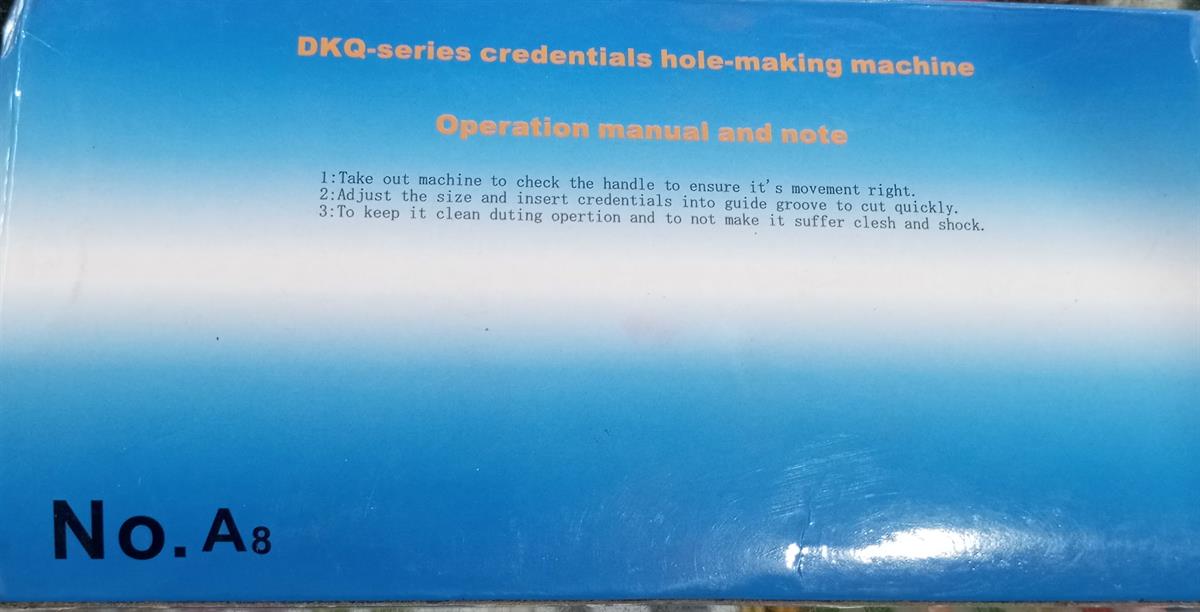 DKQ-series credentials hole-making machine
Operation manual and note
1:Take out machine to check the handle to ensure it's movement right.
2:Adjust the size and insert credentials into guide groove to cut quickly.
3:To keep it clean duting opertion and to not make it suffer clesh and shock.
No. A8